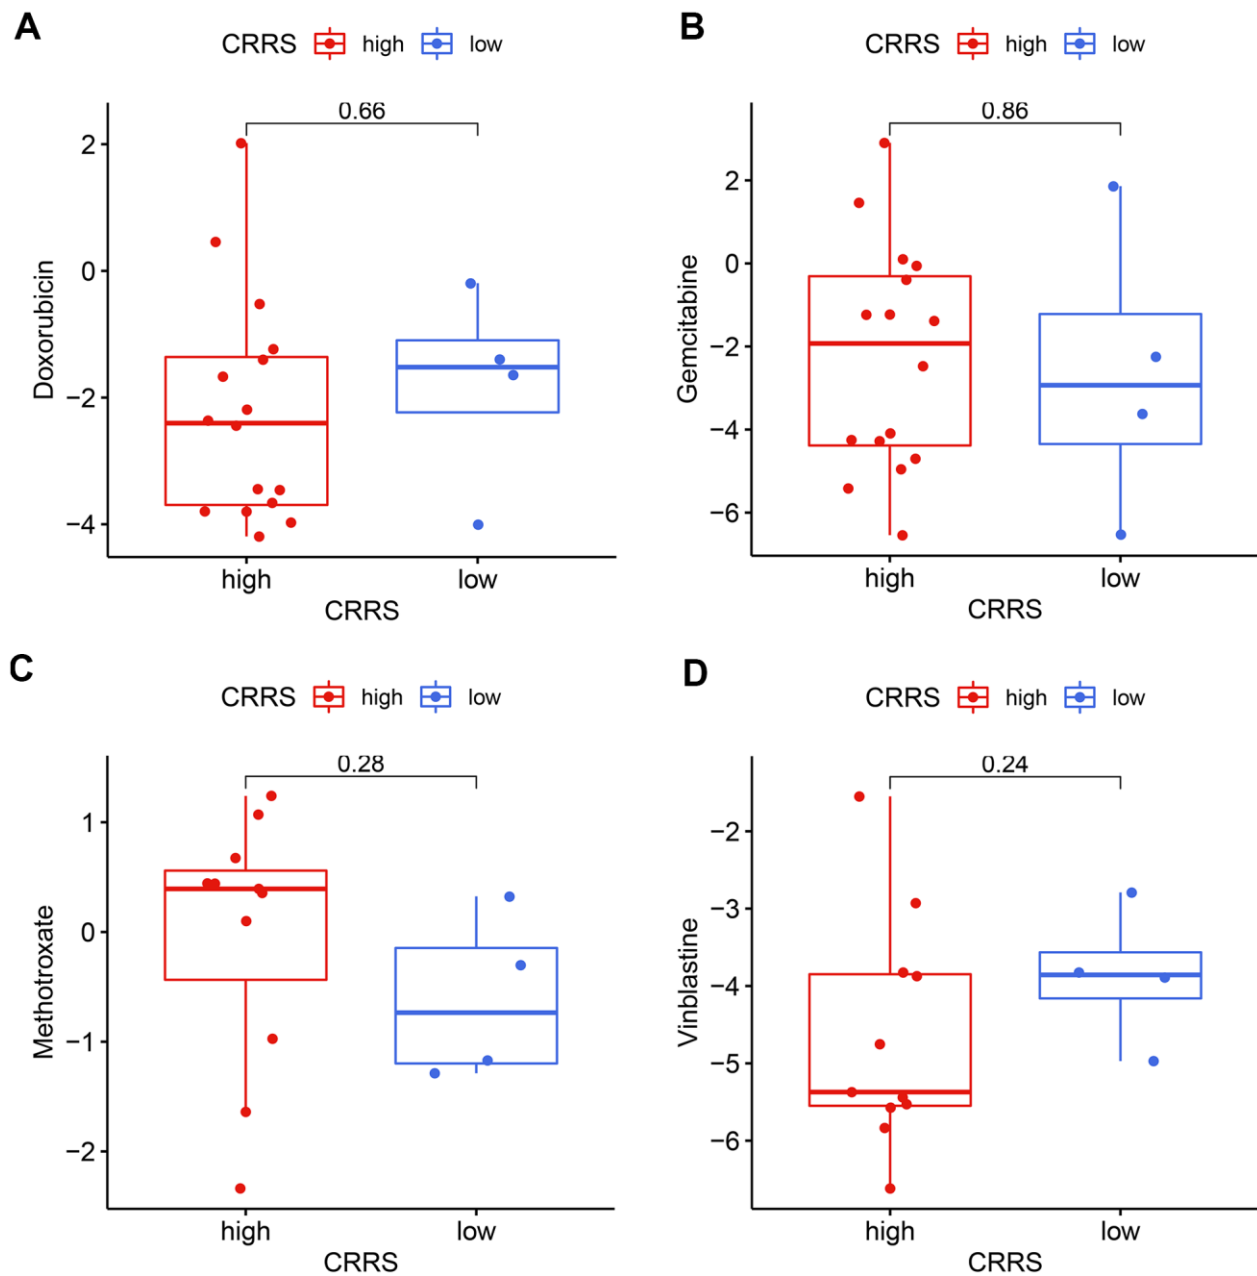 A
CRRS high low
0.66
2
0
−2
−4
Doxorubicin
high low
CRRS
B
CRRS high low
0.86
2
0
−2
−4
−6
Gemcitabine
high low
CRRS
C
CRRS high low
0.28
1
0
−1
−2
Methotroxate
high low
CRRS
D
CRRS high low
0.24
−2
−3
−4
−5
−6
Vinblastine
high low
CRRS